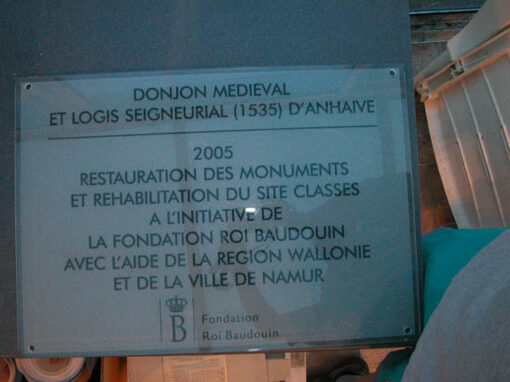 DONJON MEDIEVAL
ET LOGIS SEIGNEURIAL (1535) D'ANHAIVE
2005
RESTAURATION DES MONUMENTS
ET REHABILITATION DU SITE CLASSES
A L'INITIATIVE DE
LA FONDATION ROI BAUDOUIN
AVEC L'AIDE DE LA REGION WALLONIE
ET DE LA VILLE DE NAMUR
B
Fondation
Roi Baudouin